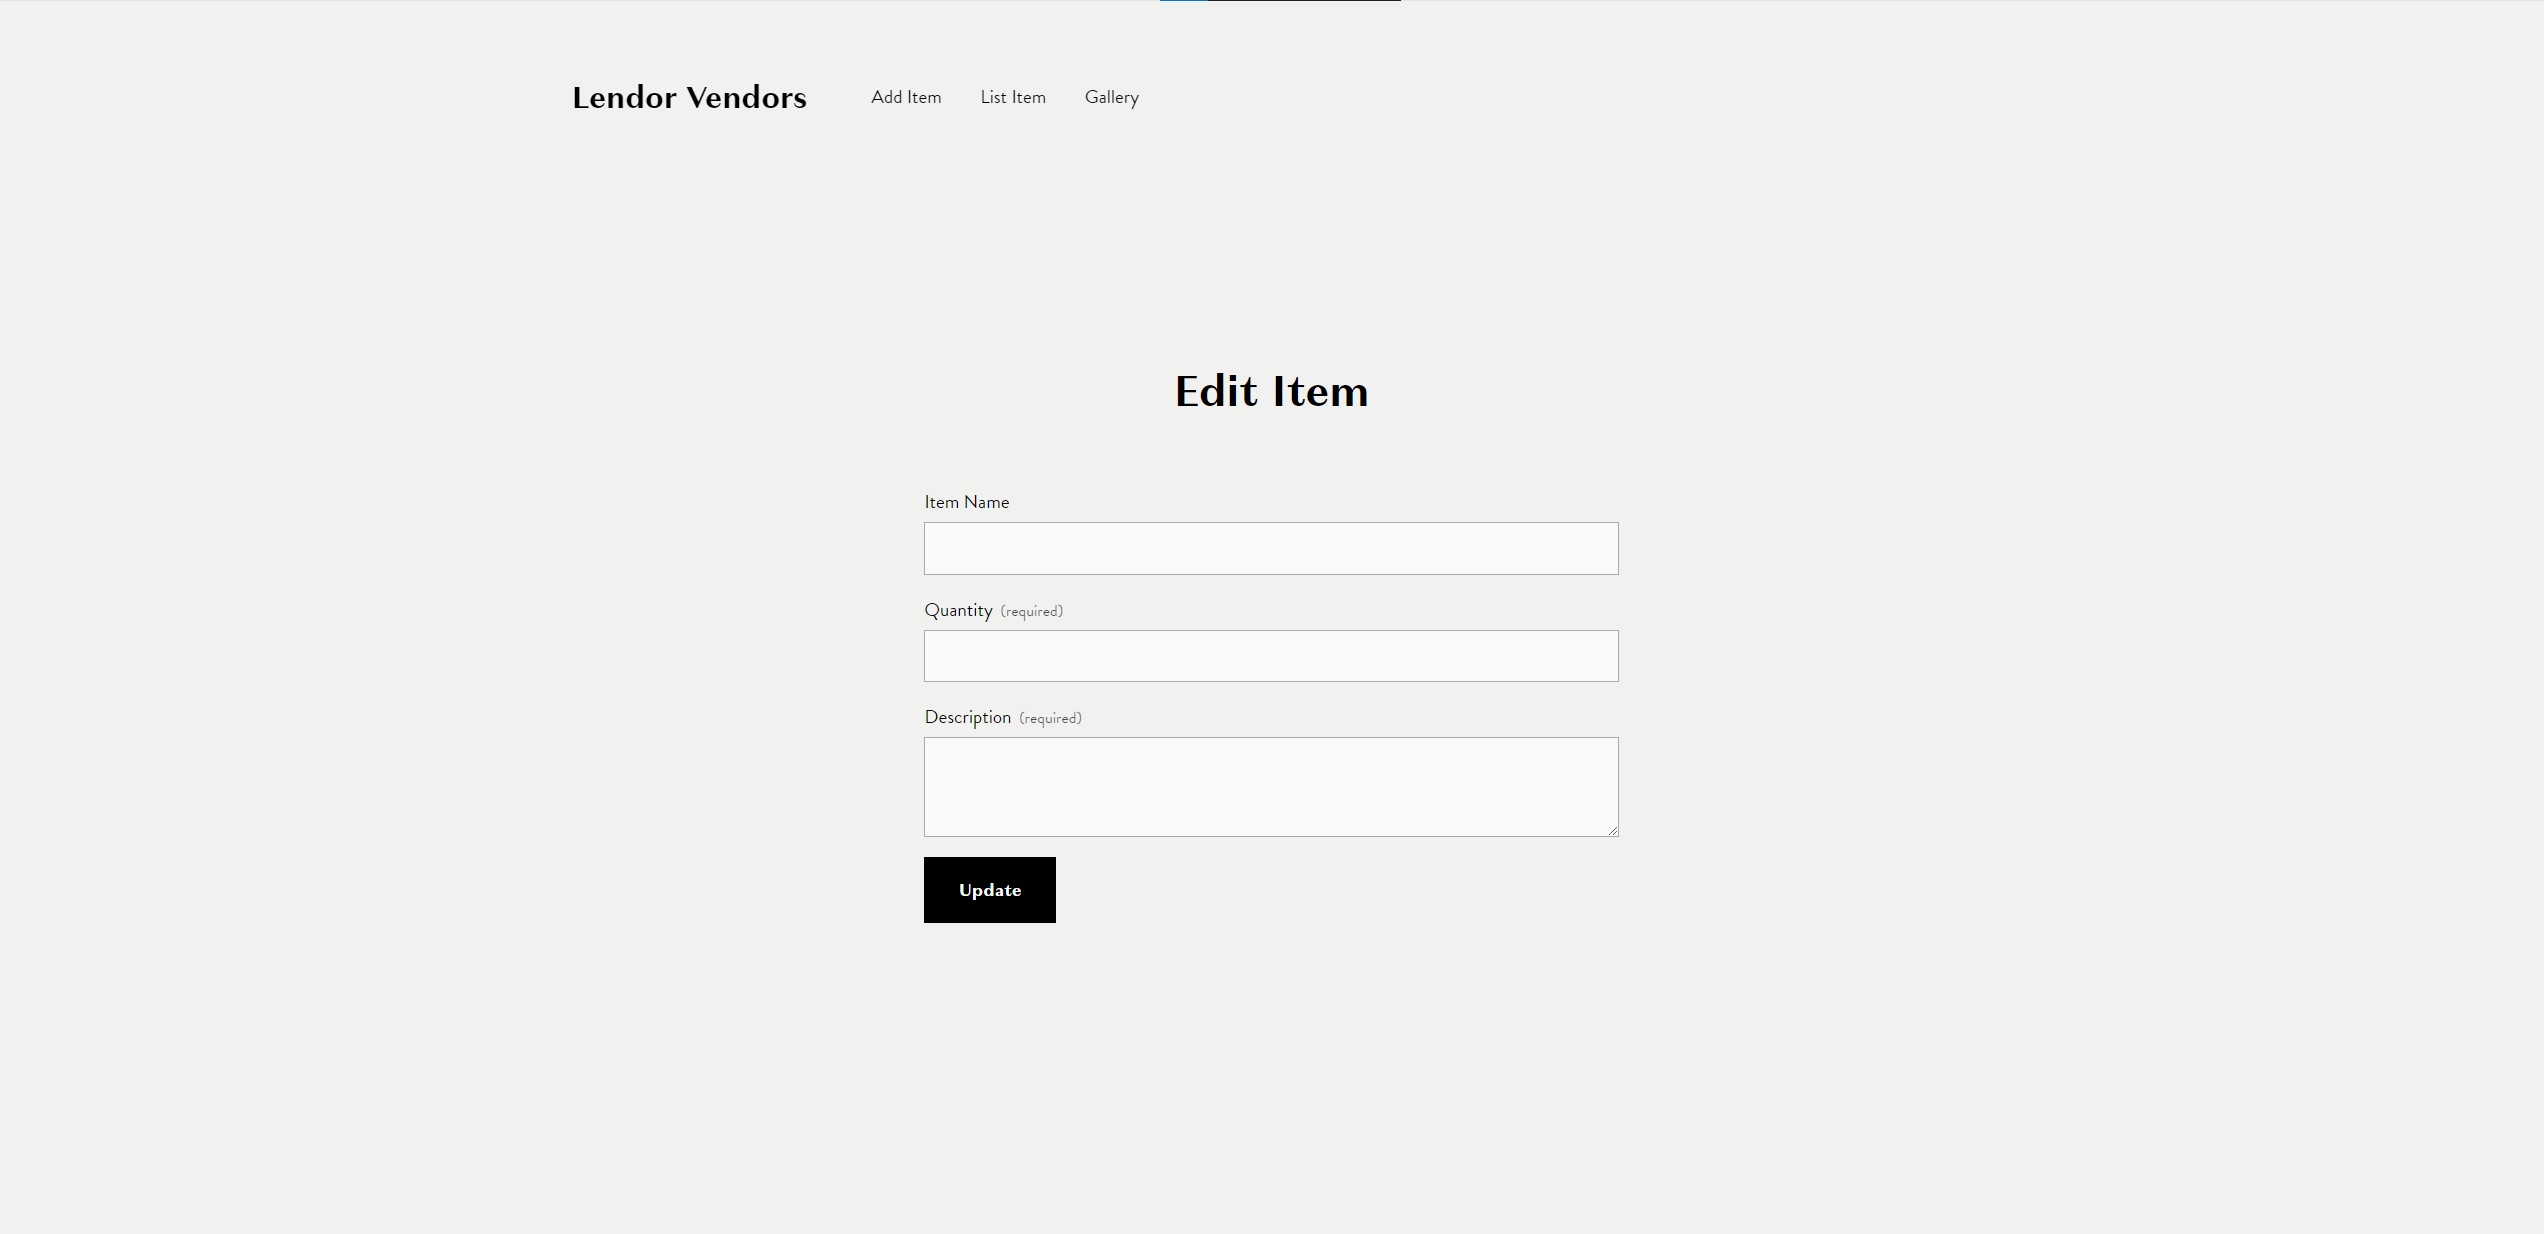 Lendor Vendors Add Item List Item Gallery
Edit Item
Item Name
Quantity (required)
Description (required)
Update